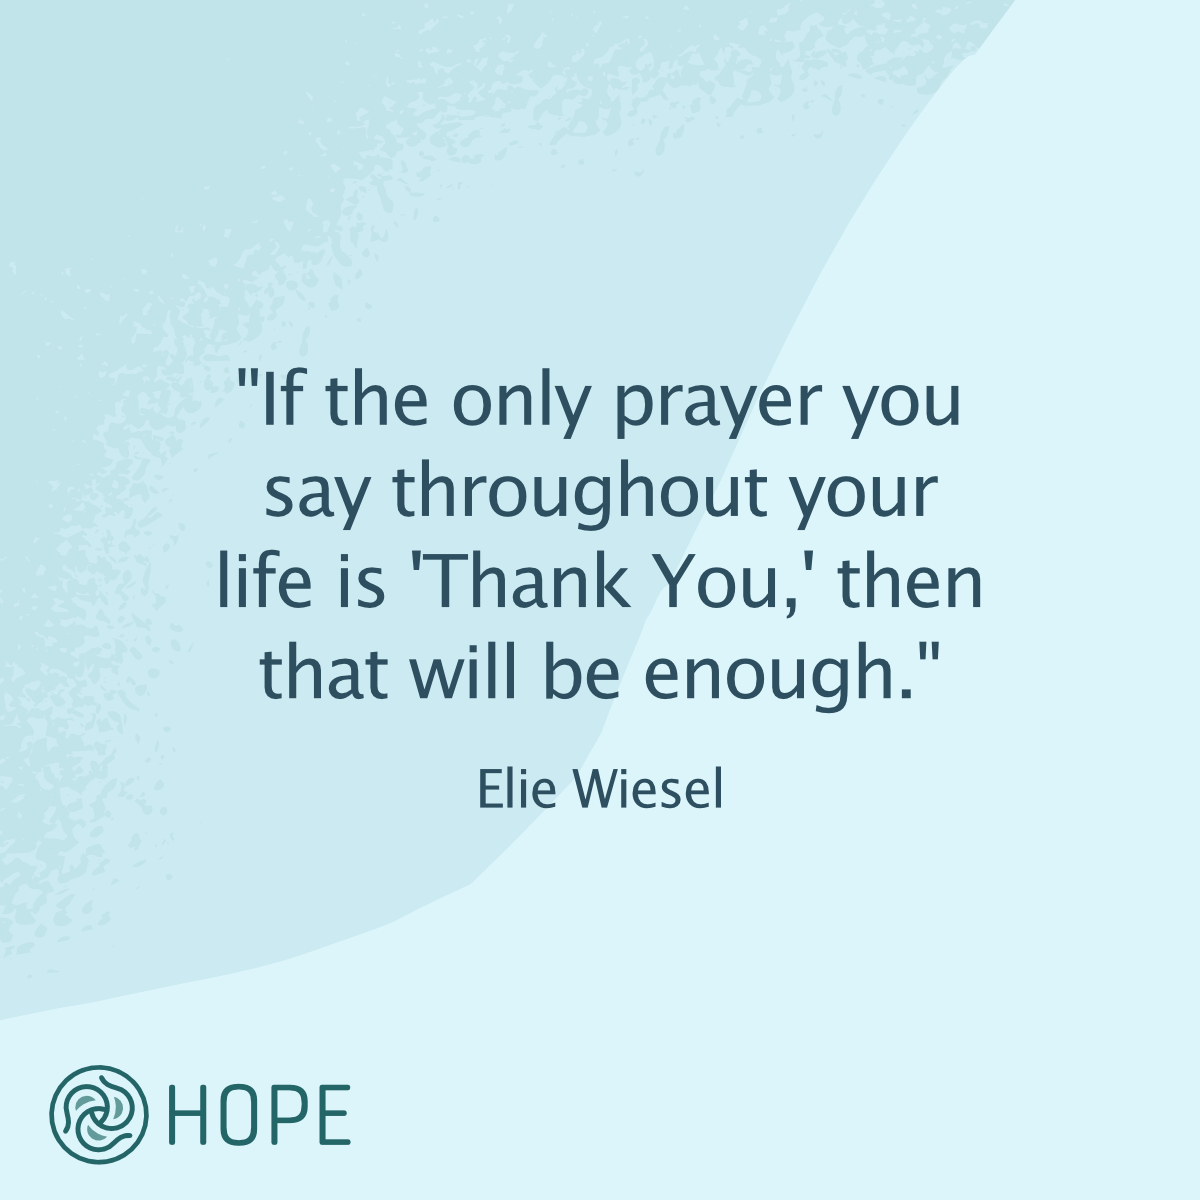 "If the only prayer you
say throughout your
life is 'Thank You,' then
that will be enough."
Elie Wiesel
HOPE